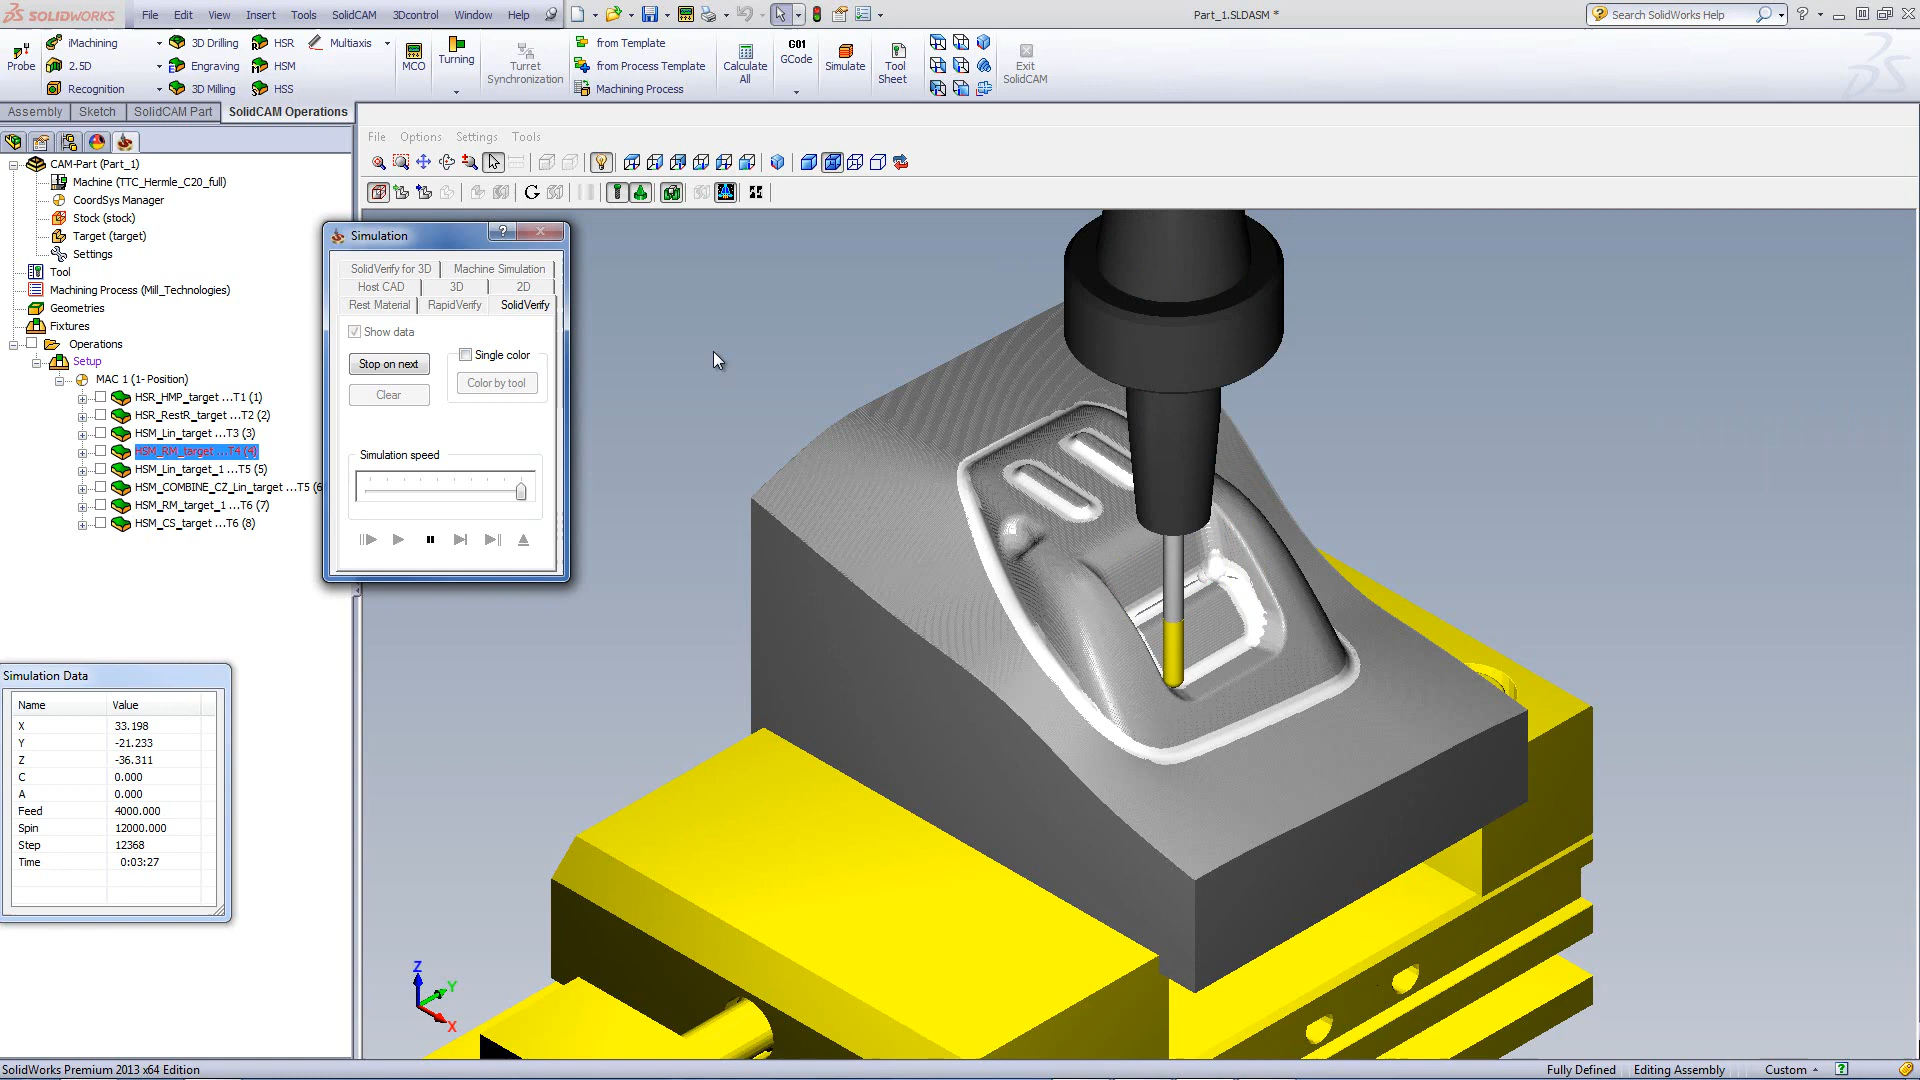 SOLIDWORKS File Edit View Insert Tools SolidCAM 3Dcontrol Window Help Part_1.SLDASM * Search SolidWorks Help
Probe
iMachining
2.5D
Recognition
3D Drilling
Engraving
3D Milling
HSR
HSM
HSS
Multiaxis
MCO
Turning
Turret
Synchronization
from Template
from Process Template
Machining Process
Calculate
All
G01
GCode
Simulate
Tool
Sheet
Exit
SolidCAM
Assembly Sketch SolidCAM Part SolidCAM Operations
File Options Settings Tools
CAM-Part (Part_1)
Machine (TTC_Hermle_C20_full)
CoordSys Manager
Stock (stock)
Target (target)
Settings
Tool
Machining Process (Mill_Technologies)
Geometries
Fixtures
Operations
Setup
MAC 1 (1- Position)
HSR_HMP_target ...T1 (1)
HSR_RestR_target ...T2 (2)
HSM_Lin_target ...T3 (3)
HSM_RM_target ...T4 (4)
HSM_Lin_target_1 ...T5 (5)
HSM_COMBINE_CZ_Lin_target ...T5 (6
HSM_RM_target_1 ...T6 (7)
HSM_CS_target ...T6 (8)
Simulation
SolidVerify for 3D Machine Simulation
Host CAD 3D 2D
Rest Material RapidVerify SolidVerify
Show data
Stop on next
Single color
Clear
Color by tool
Simulation speed
Simulation Data
Name Value
X 33.198
Y -21.233
Z -36.311
C 0.000
A 0.000
Feed 4000.000
Spin 12000.000
Step 12368
Time 0:03:27
Z
Y
X
SolidWorks Premium 2013 x64 Edition Fully Defined Editing Assembly Custom